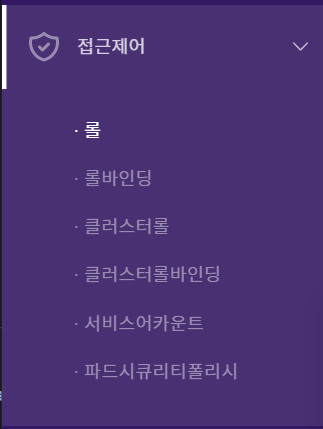 접근제어
· 롤
· 롤바인딩
· 클러스터롤
· 클러스터롤바인딩
· 서비스어카운트
· 파드시큐리티폴리시